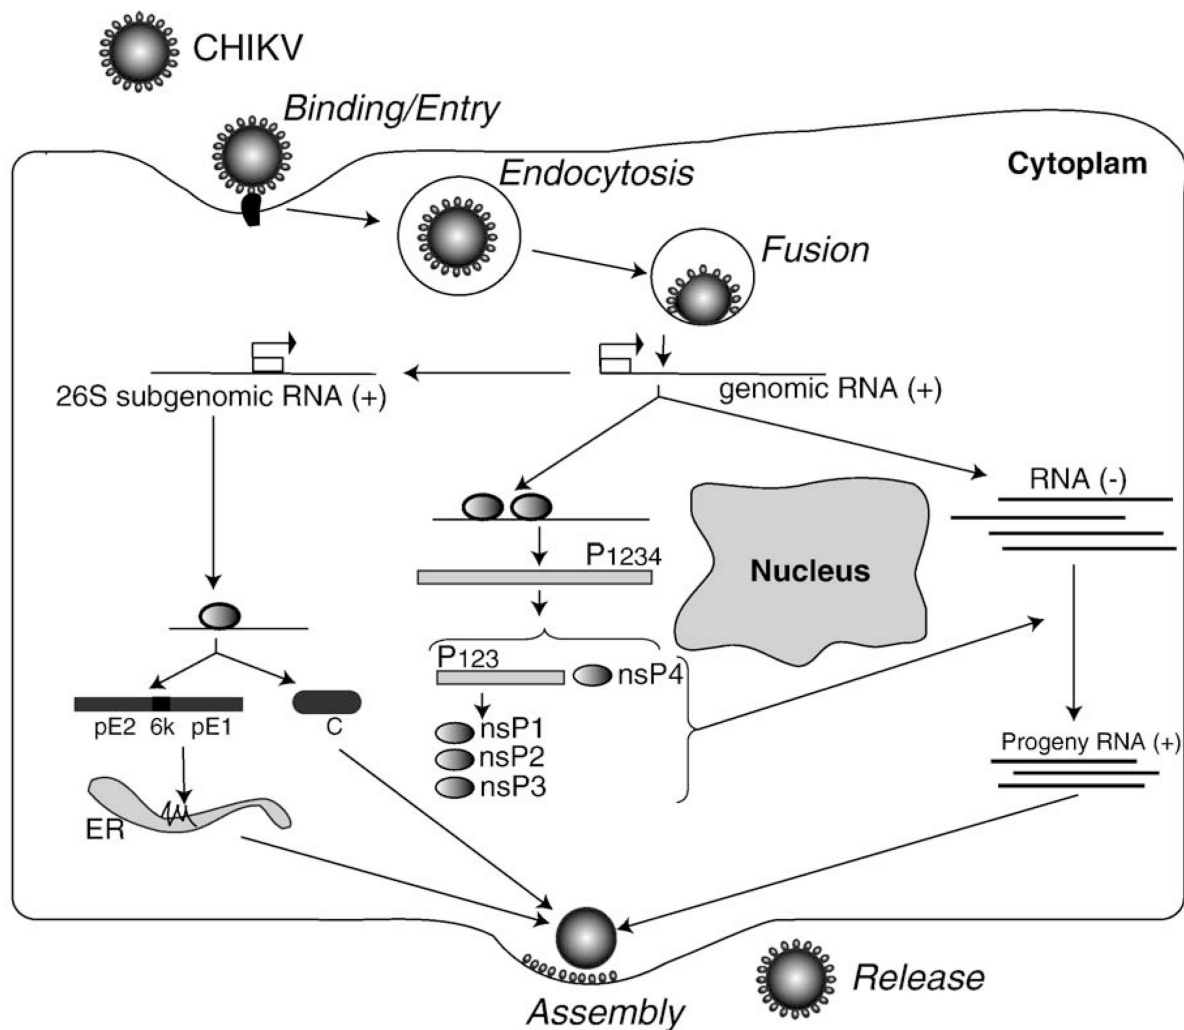 CHIKV
Binding/Entry
Endocytosis
Cytoplam
Fusion
26S subgenomic RNA (+)
genomic RNA (+)
RNA (-)
P1234
Nucleus
P123
nsP4
pE2 6k pE1
C
nsP1
nsP2
nsP3
Progeny RNA (+)
ER
Assembly
Release